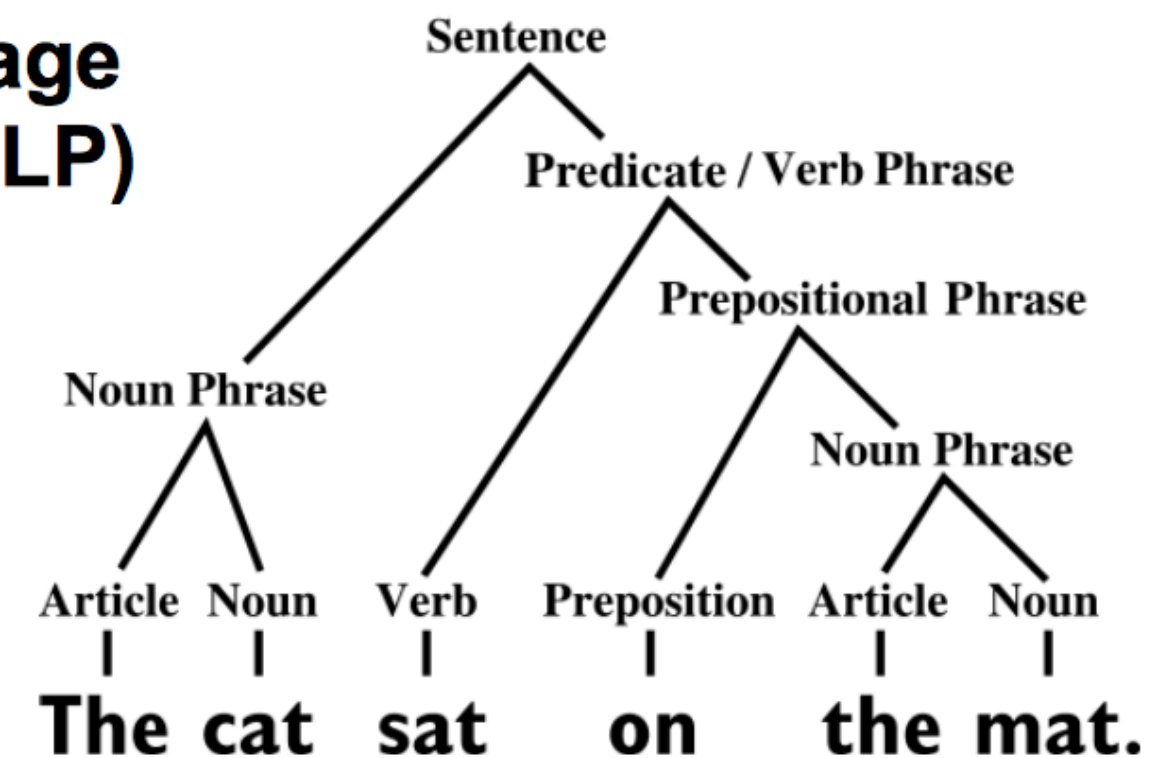 age
LP)
Sentence
Predicate / Verb Phrase
Prepositional Phrase
Noun Phrase
Noun Phrase
Article Noun Verb Preposition Article Noun
The cat sat on the mat.